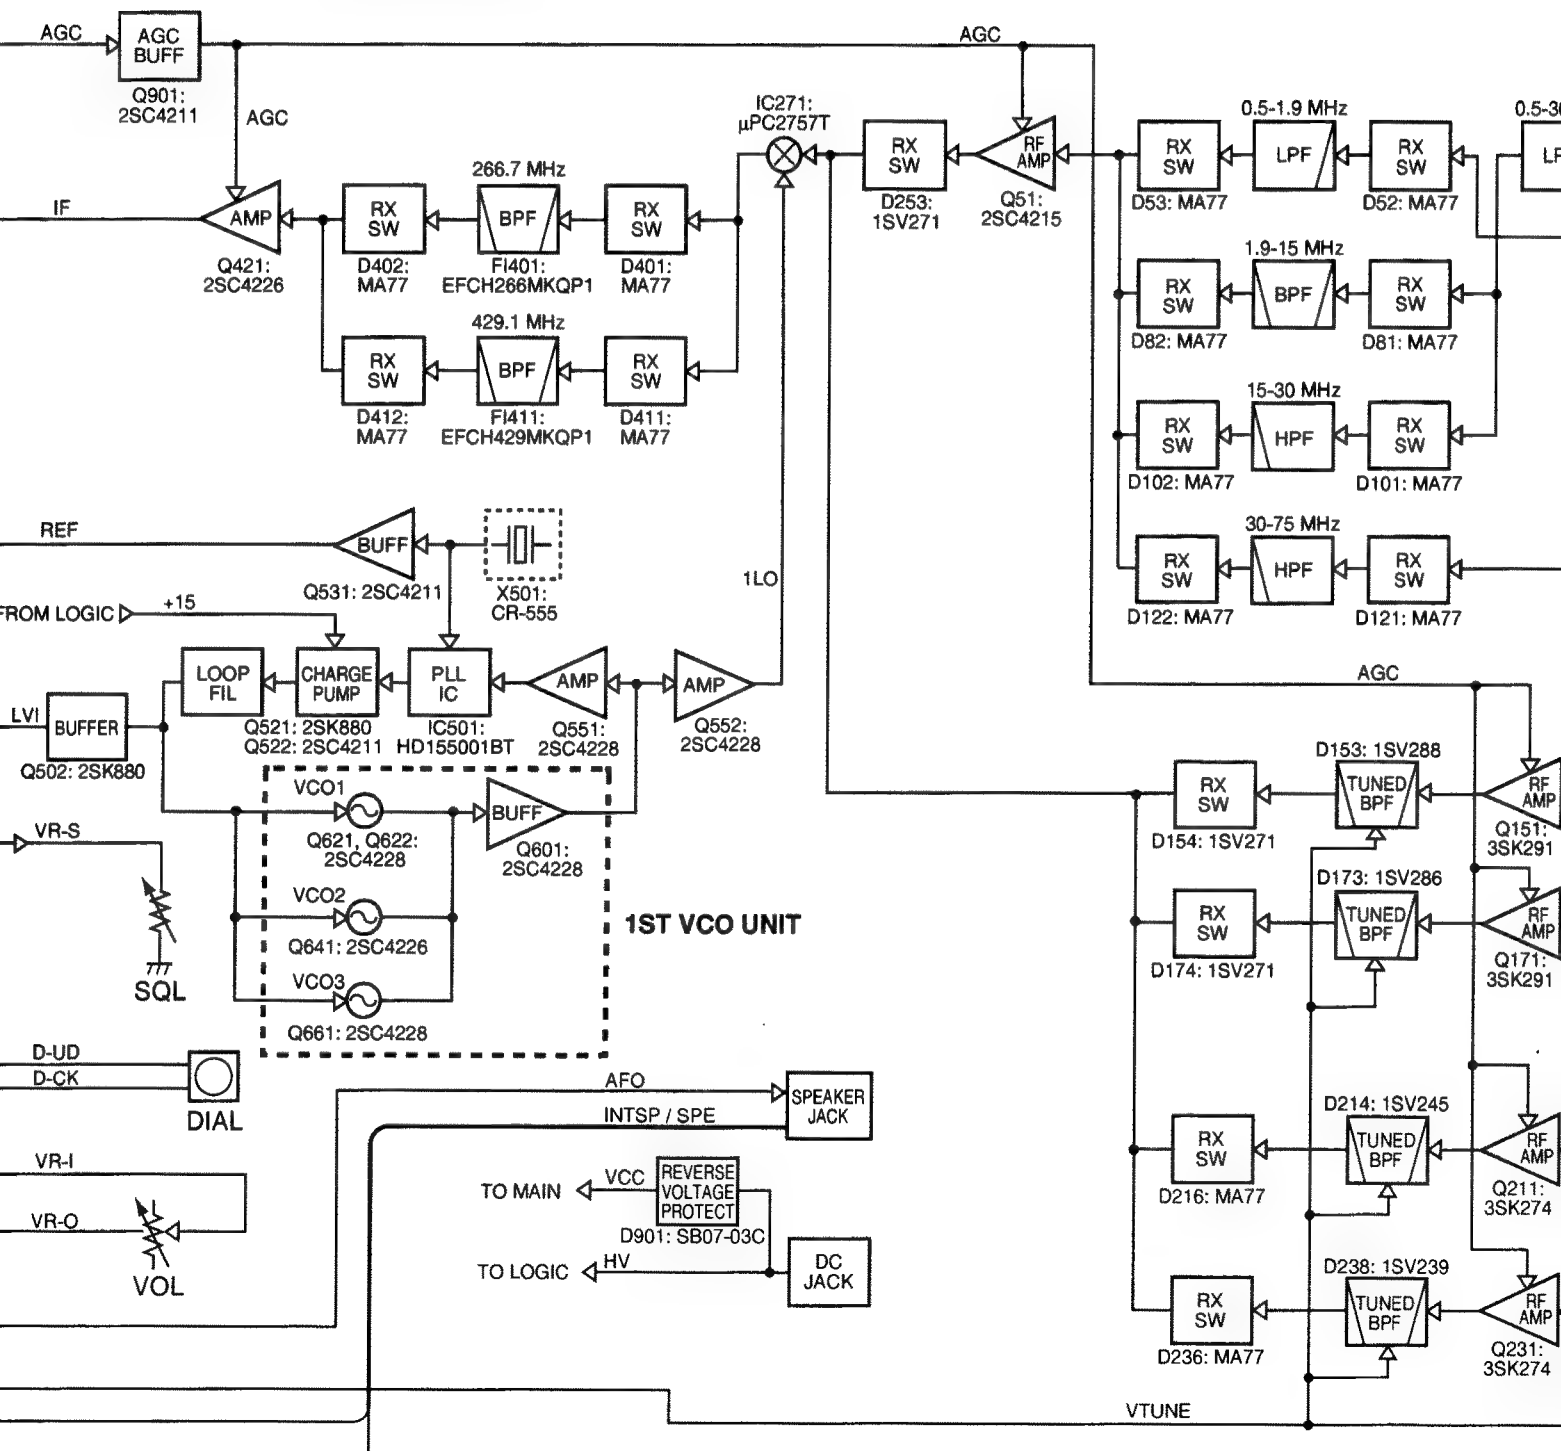 AGC
AGC
BUFF
Q901:
2SC4211
AGC
AGC
IC271:
µPC2757T
RX
SW
D253:
1SV271
RF
AMP
Q51:
2SC4215
RX
SW
D53: MA77
0.5-1.9 MHz
LPF
RX
SW
D52: MA77
IF
AMP
Q421:
2SC4226
RX
SW
D402:
MA77
266.7 MHz
BPF
FI401:
EFCH266MKQP1
RX
SW
D401:
MA77
RX
SW
D412:
MA77
429.1 MHz
BPF
FI411:
EFCH429MKQP1
RX
SW
D411:
MA77
RX
SW
D82: MA77
1.9-15 MHz
BPF
RX
SW
D81: MA77
RX
SW
D102: MA77
15-30 MHz
HPF
RX
SW
D101: MA77
RX
SW
D122: MA77
30-75 MHz
HPF
RX
SW
D121: MA77
REF
BUFF
Q531: 2SC4211
X501:
CR-555
1LO
FROM LOGIC
+15
LOOP
FIL
CHARGE
PUMP
Q521: 2SK880
Q522: 2SC4211
PLL
IC
IC501:
HD155001BT
AMP
Q551:
2SC4228
AMP
Q552:
2SC4228
LVI
BUFFER
Q502: 2SK880
VCO1
Q621, Q622:
2SC4228
BUFF
Q601:
2SC4228
VCO2
Q641: 2SC4226
VCO3
Q661: 2SC4228
1ST VCO UNIT
VR-S
SQL
AGC
RX
SW
D154: 1SV271
D153: 1SV288
TUNED
BPF
RF
AMP
Q151:
3SK291
RX
SW
D174: 1SV271
D173: 1SV286
TUNED
BPF
RF
AMP
Q171:
3SK291
RX
SW
D216: MA77
D214: 1SV245
TUNED
BPF
RF
AMP
Q211:
3SK274
RX
SW
D236: MA77
D238: 1SV239
TUNED
BPF
RF
AMP
Q231:
3SK274
D-UD
D-CK
DIAL
AFO
INTSP / SPE
SPEAKER
JACK
VR-I
VR-O
VOL
TO MAIN
VCC
REVERSE
VOLTAGE
PROTECT
D901: SB07-03C
TO LOGIC
HV
DC
JACK
VTUNE